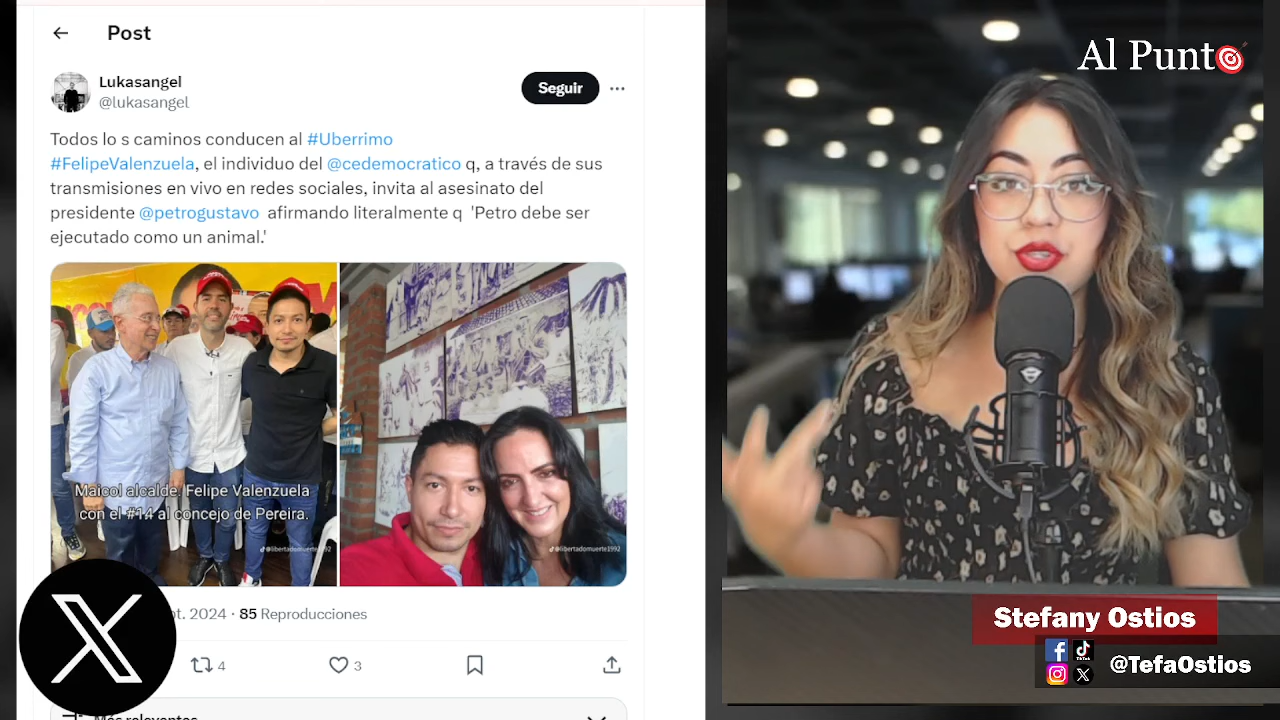 Post
Lukasangel
@lukasangel
Seguir
Todos lo s caminos conducen al #Uberrimo
#FelipeValenzuela, el individuo del @cedemocratico q, a través de sus
transmisiones en vivo en redes sociales, invita al asesinato del
presidente @petrogustavo afirmando literalmente q 'Petro debe ser
ejecutado como un animal.'
Maicol alcalde. Felipe Valenzuela
con el #14 al concejo de Pereira.
@libertadomuerte1992
@libertadomuerte1992
2024 · 85 Reproducciones
4
3
Más relevantes
Al Punto
Stefany Ostios
@TefaOstios